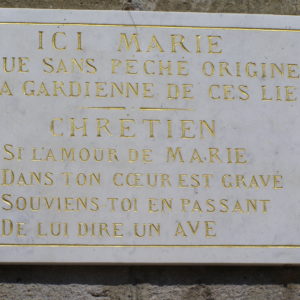 ICI MARIE
UE SANS PÉCHÉ ORIGINE
A GARDIENNE DE CES LIE
CHRÉTIEN
SI L'AMOUR DE MARIE
DANS TON CŒUR EST GRAVÉ
SOUVIENS TOI EN PASSANT
DE LUI DIRE UN AVE